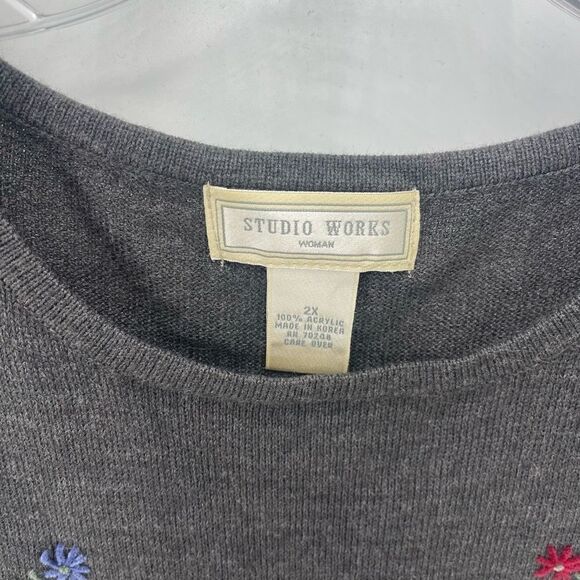 STUDIO WORKS
WOMAN
2X
100% ACRYLIC
MADE IN KOREA
RN 70208
CARE OVER